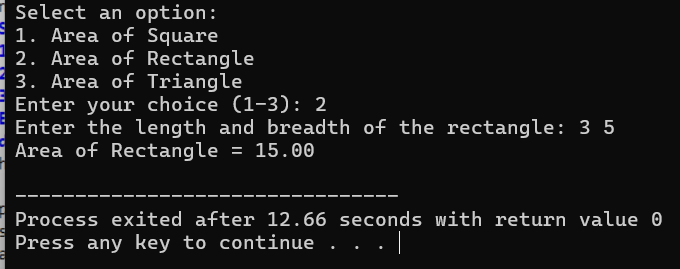 Select an option:
1. Area of Square
2. Area of Rectangle
3. Area of Triangle
Enter your choice (1-3): 2
Enter the length and breadth of the rectangle: 3 5
Area of Rectangle = 15.00
--------------------------------
Process exited after 12.66 seconds with return value 0
Press any key to continue . . .